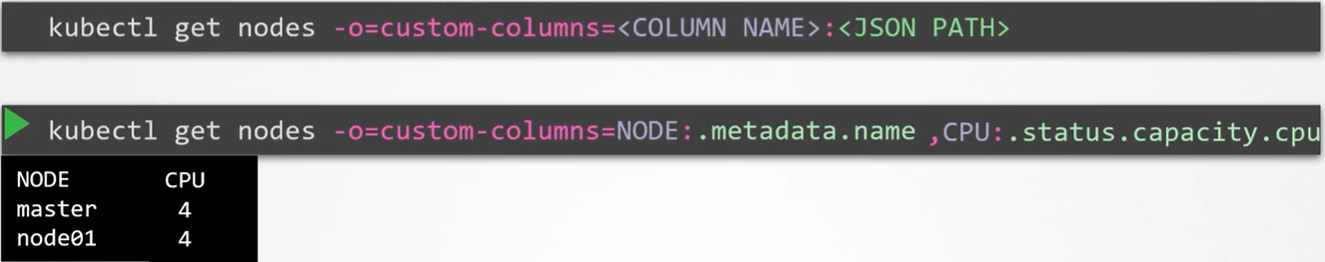 kubectl get nodes -o=custom-columns=<COLUMN NAME>:<JSON PATH>
kubectl get nodes -o=custom-columns=NODE:.metadata.name ,CPU:.status.capacity.cpu
NODE CPU
master 4
node01 4